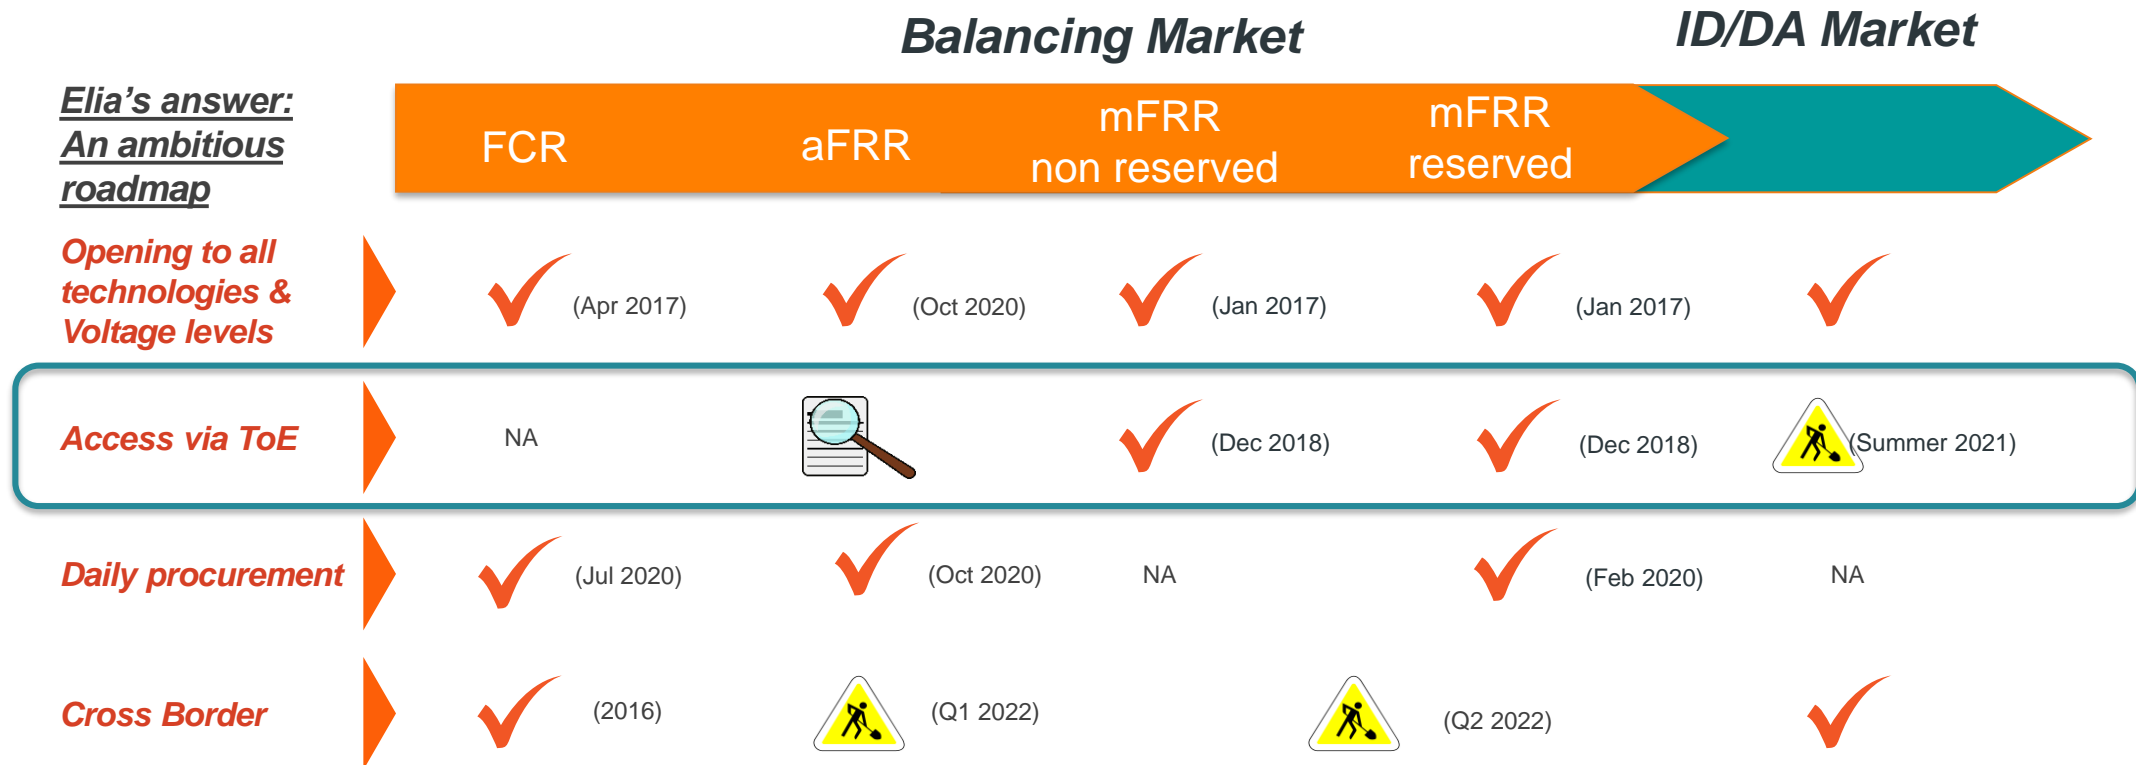 Balancing Market
ID/DA Market
Elia’s answer:
An ambitious
roadmap
FCR
aFRR
mFRR
non reserved
mFRR
reserved
Opening to all
technologies &
Voltage levels
(Apr 2017)
(Oct 2020)
(Jan 2017)
(Jan 2017)
Access via ToE
NA
(Dec 2018)
(Dec 2018)
(Summer 2021)
Daily procurement
(Jul 2020)
(Oct 2020)
NA
(Feb 2020)
NA
Cross Border
(2016)
(Q1 2022)
(Q2 2022)